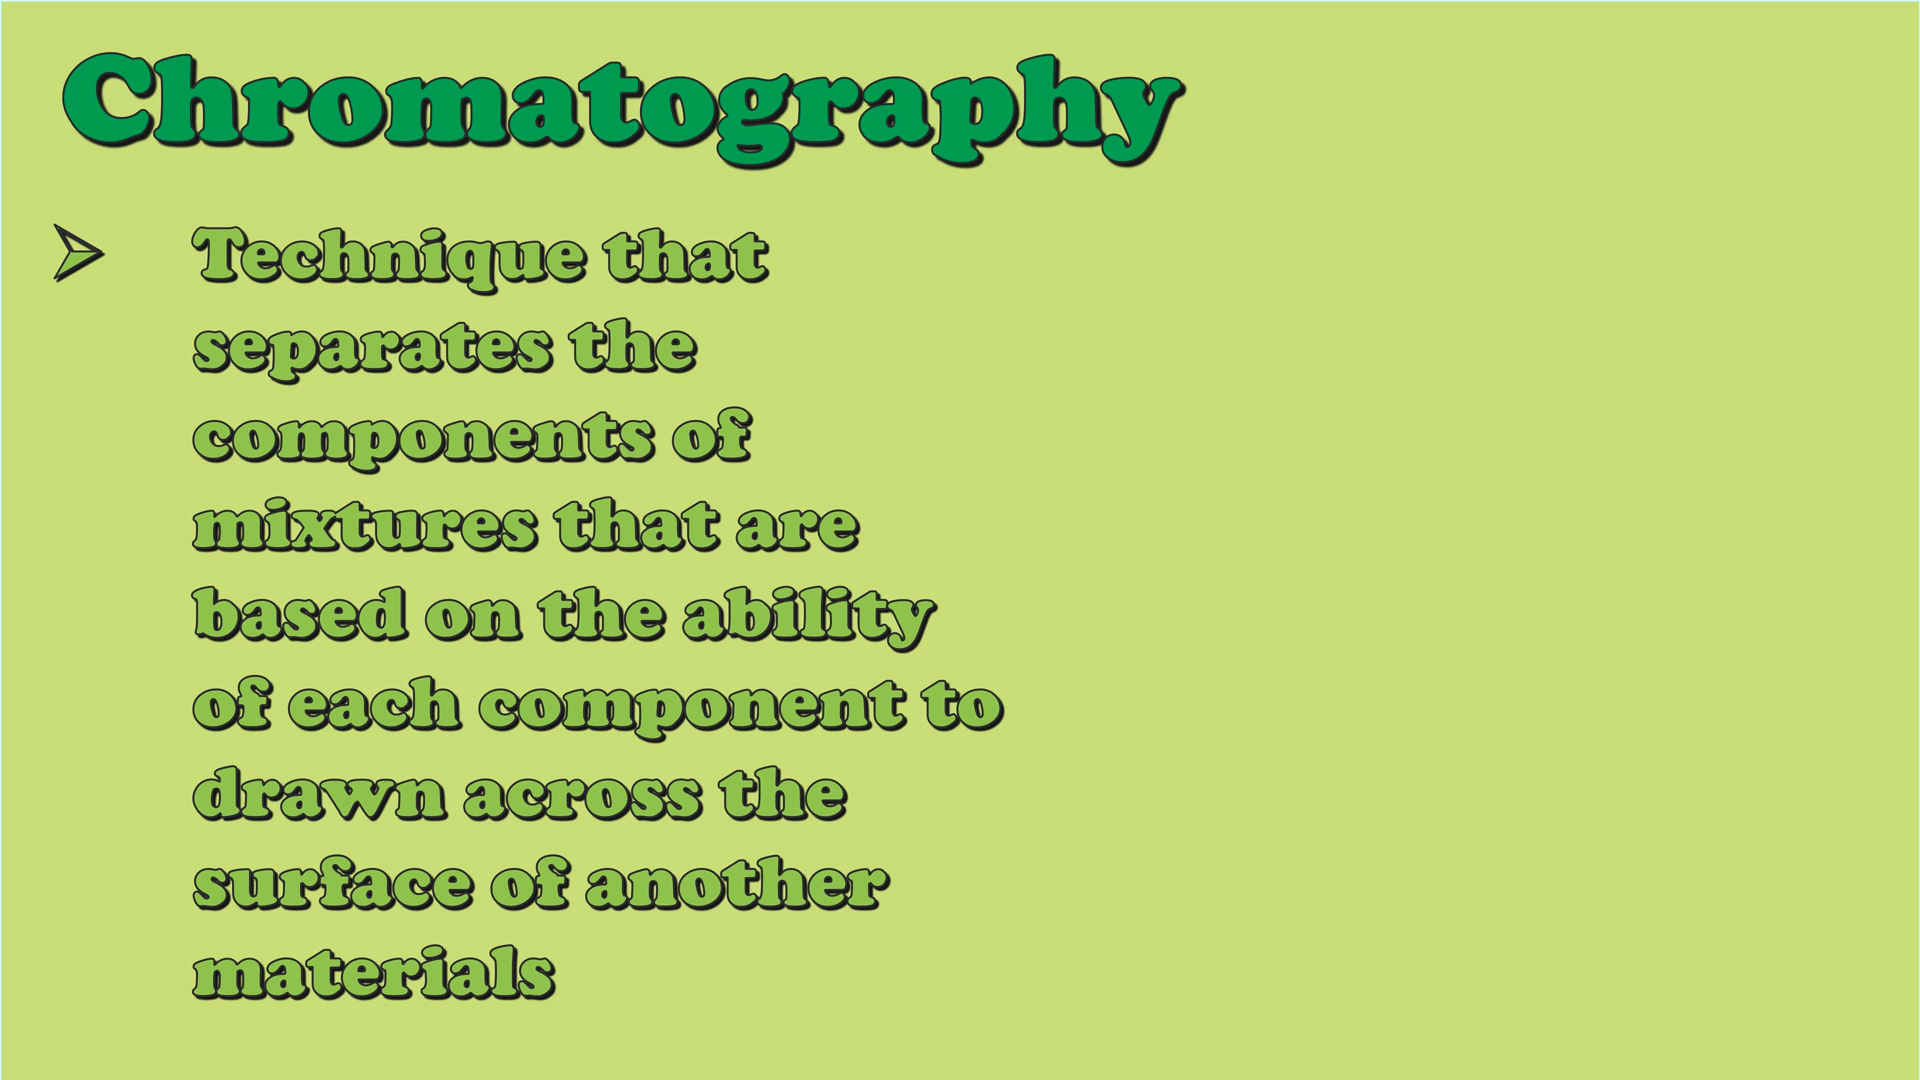 Chromatography
➢ Technique that
separates the
components of
mixtures that are
based on the ability
of each component to
drawn across the
surface of another
materials